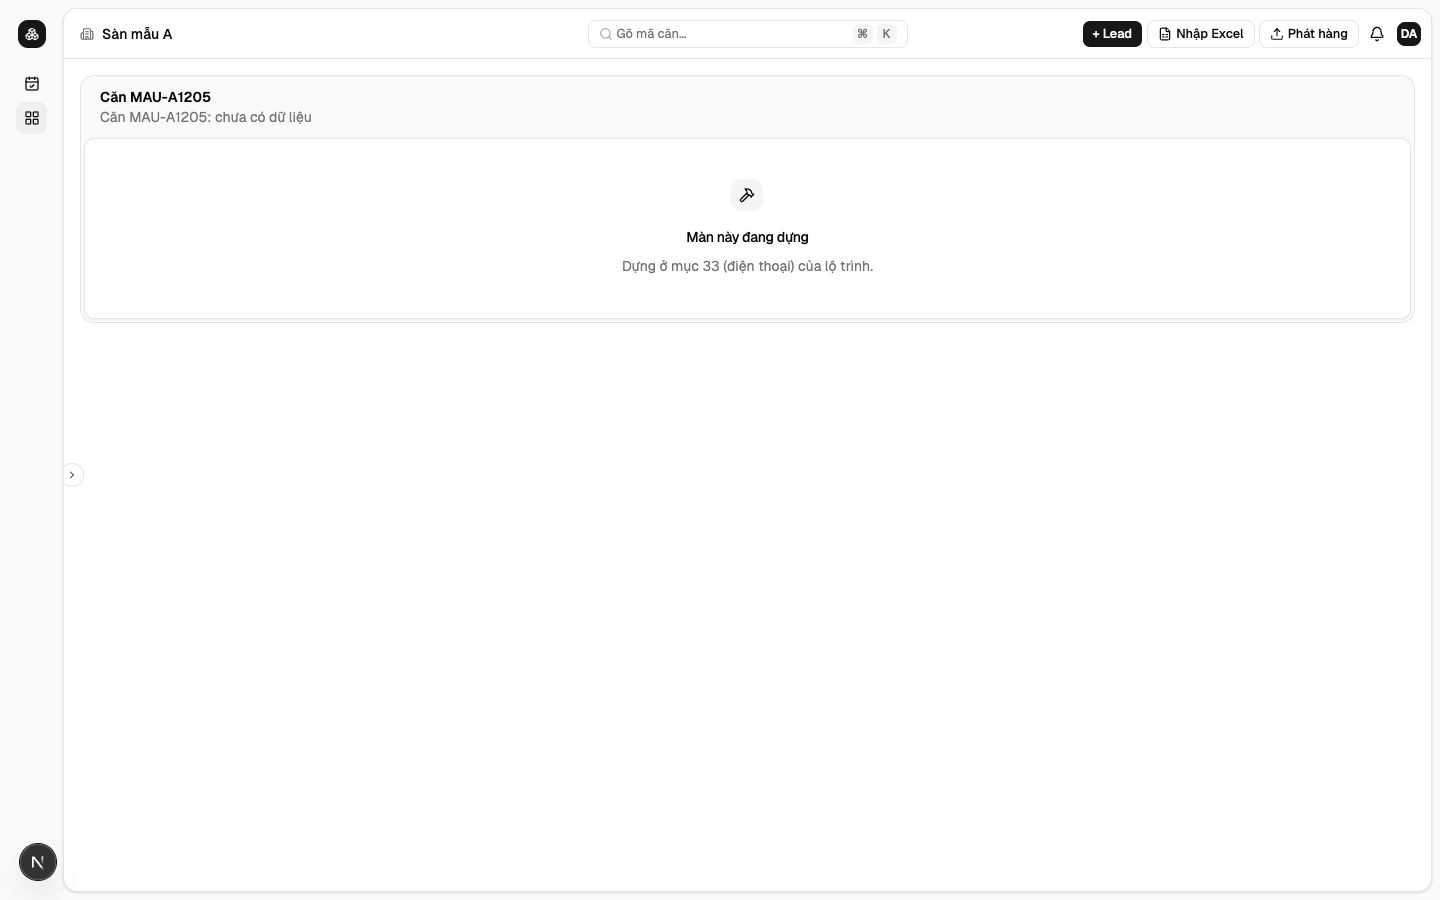 Sàn mẫu A
Gõ mã căn...
⌘ K
+ Lead
Nhập Excel
Phát hàng
DA
Căn MAU-A1205
Căn MAU-A1205: chưa có dữ liệu
Màn này đang dựng
Dựng ở mục 33 (điện thoại) của lộ trình.
N